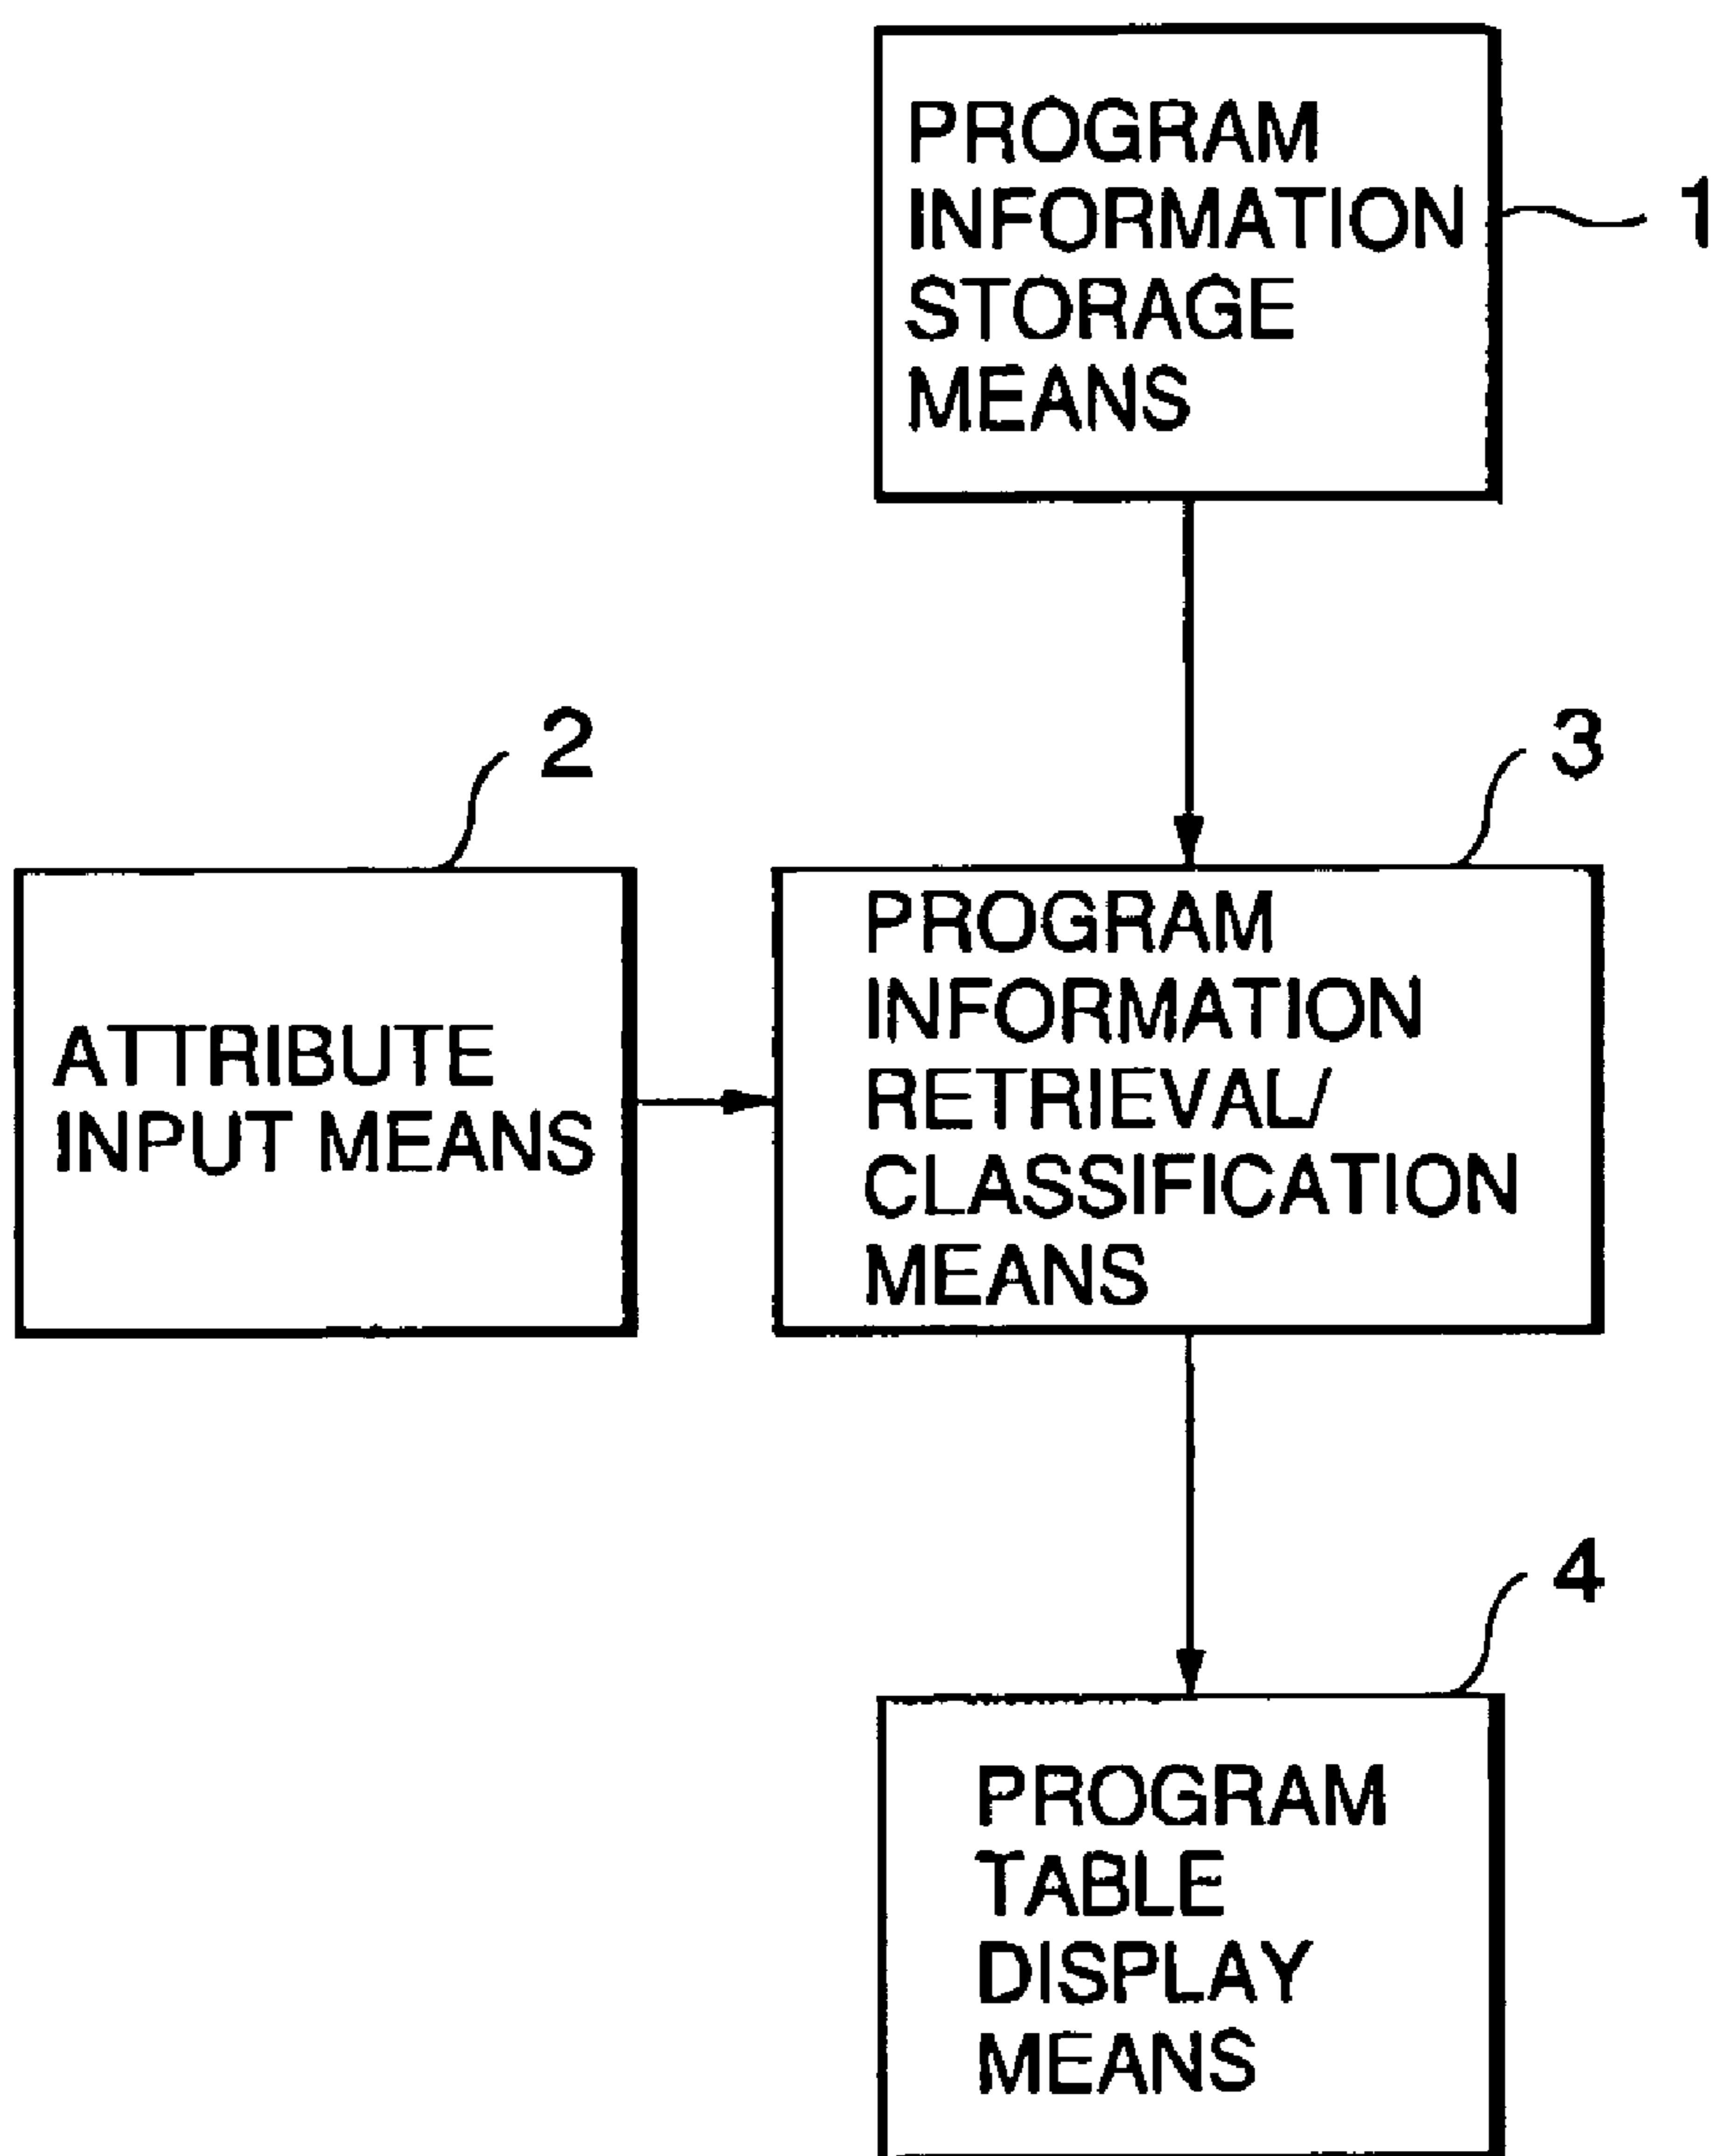 PROGRAM
INFORMATION
STORAGE
MEANS
1
2
ATTRIBUTE
INPUT MEANS
3
PROGRAM
INFORMATION
RETRIEVAL/
CLASSIFICATION
MEANS
4
PROGRAM
TABLE
DISPLAY
MEANS